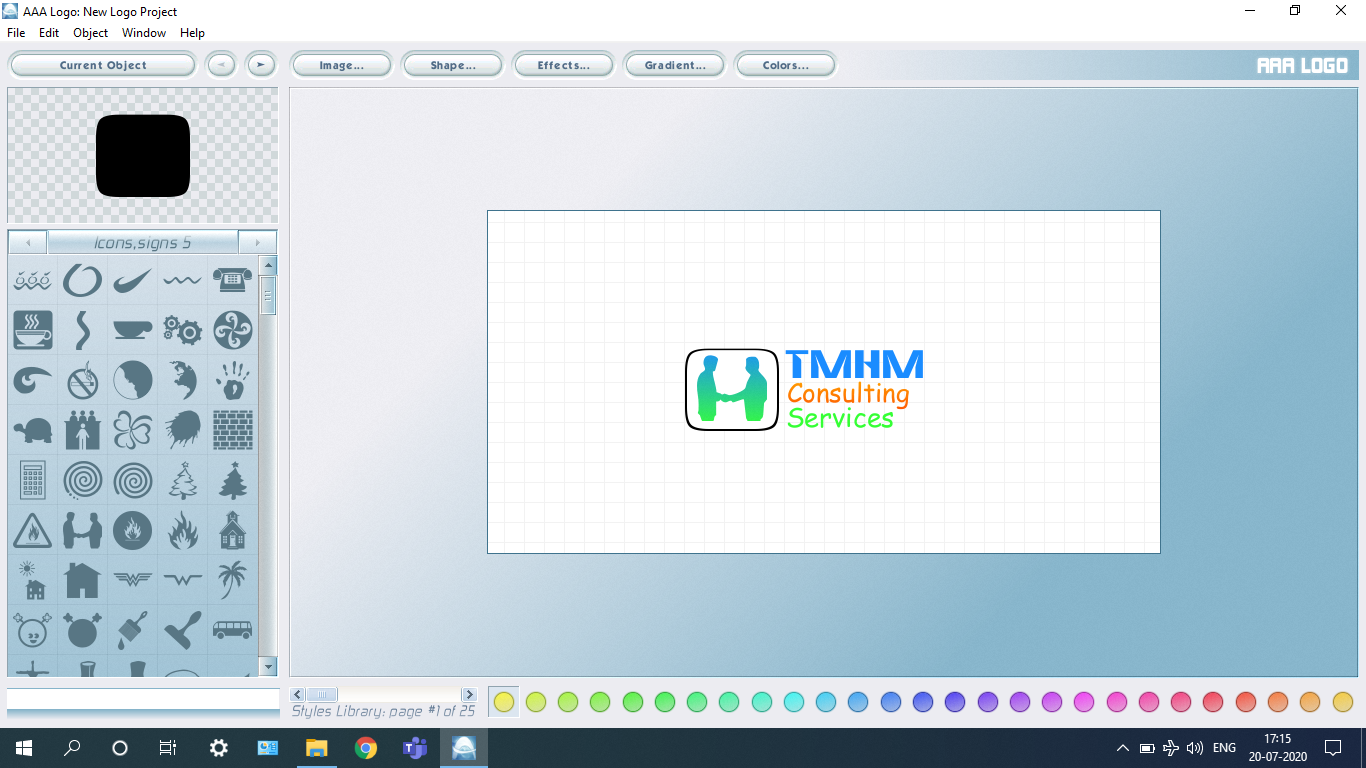 AAA Logo: New Logo Project
File Edit Object Window Help
Current Object Image... Shape... Effects... Gradient... Colors... AAA LOGO
Icons,signs 5
TMHM
Consulting
Services
Styles Library: page #1 of 25
ENG
17:15
20-07-2020